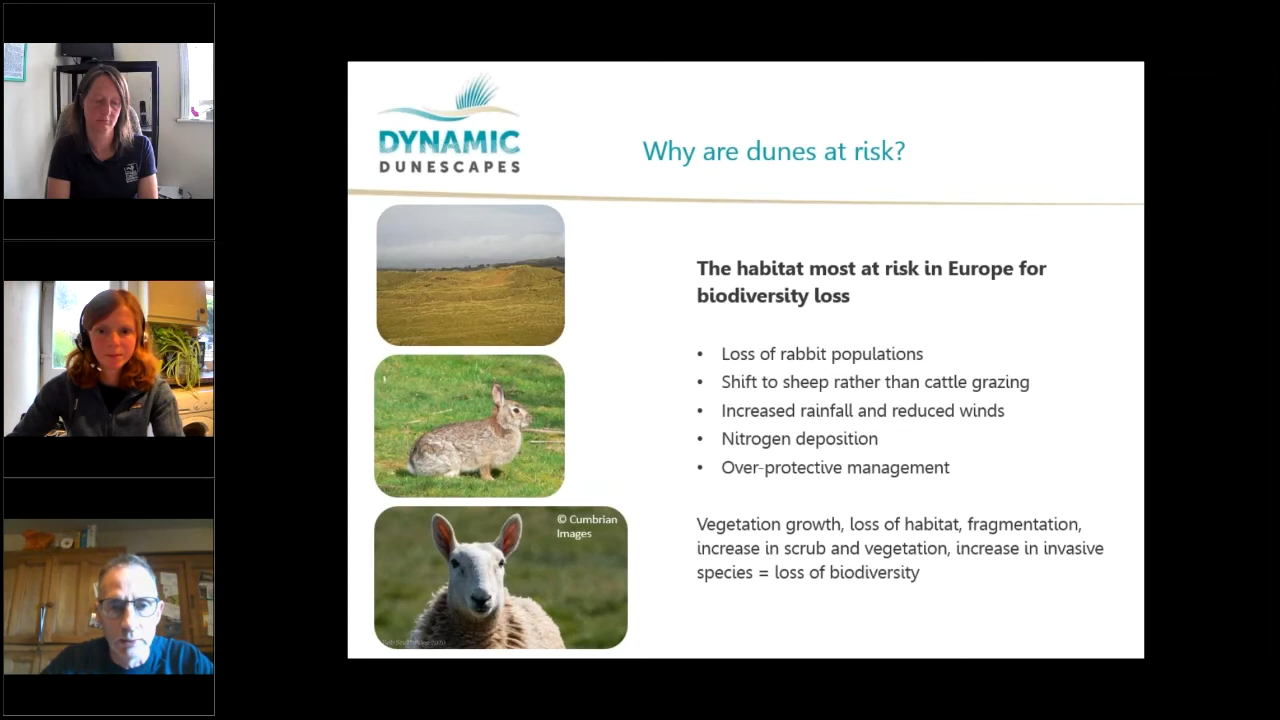 DYNAMIC
DUNESCAPES
Why are dunes at risk?
The habitat most at risk in Europe for
biodiversity loss
• Loss of rabbit populations
• Shift to sheep rather than cattle grazing
• Increased rainfall and reduced winds
• Nitrogen deposition
• Over-protective management
© Cumbrian
Images
Vegetation growth, loss of habitat, fragmentation,
increase in scrub and vegetation, increase in invasive
species = loss of biodiversity